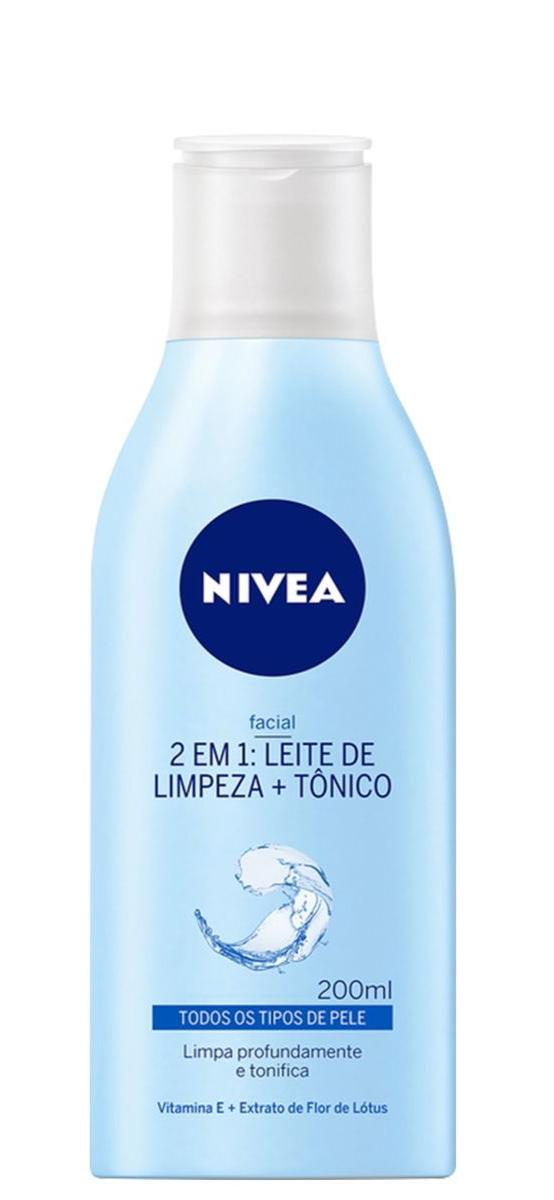 NIVEA
facial
2 EM 1: LEITE DE
LIMPEZA + TÔNICO
200ml
TODOS OS TIPOS DE PELE
Limpa profundamente
e tonifica
Vitamina E + Extrato de Flor de Lótus